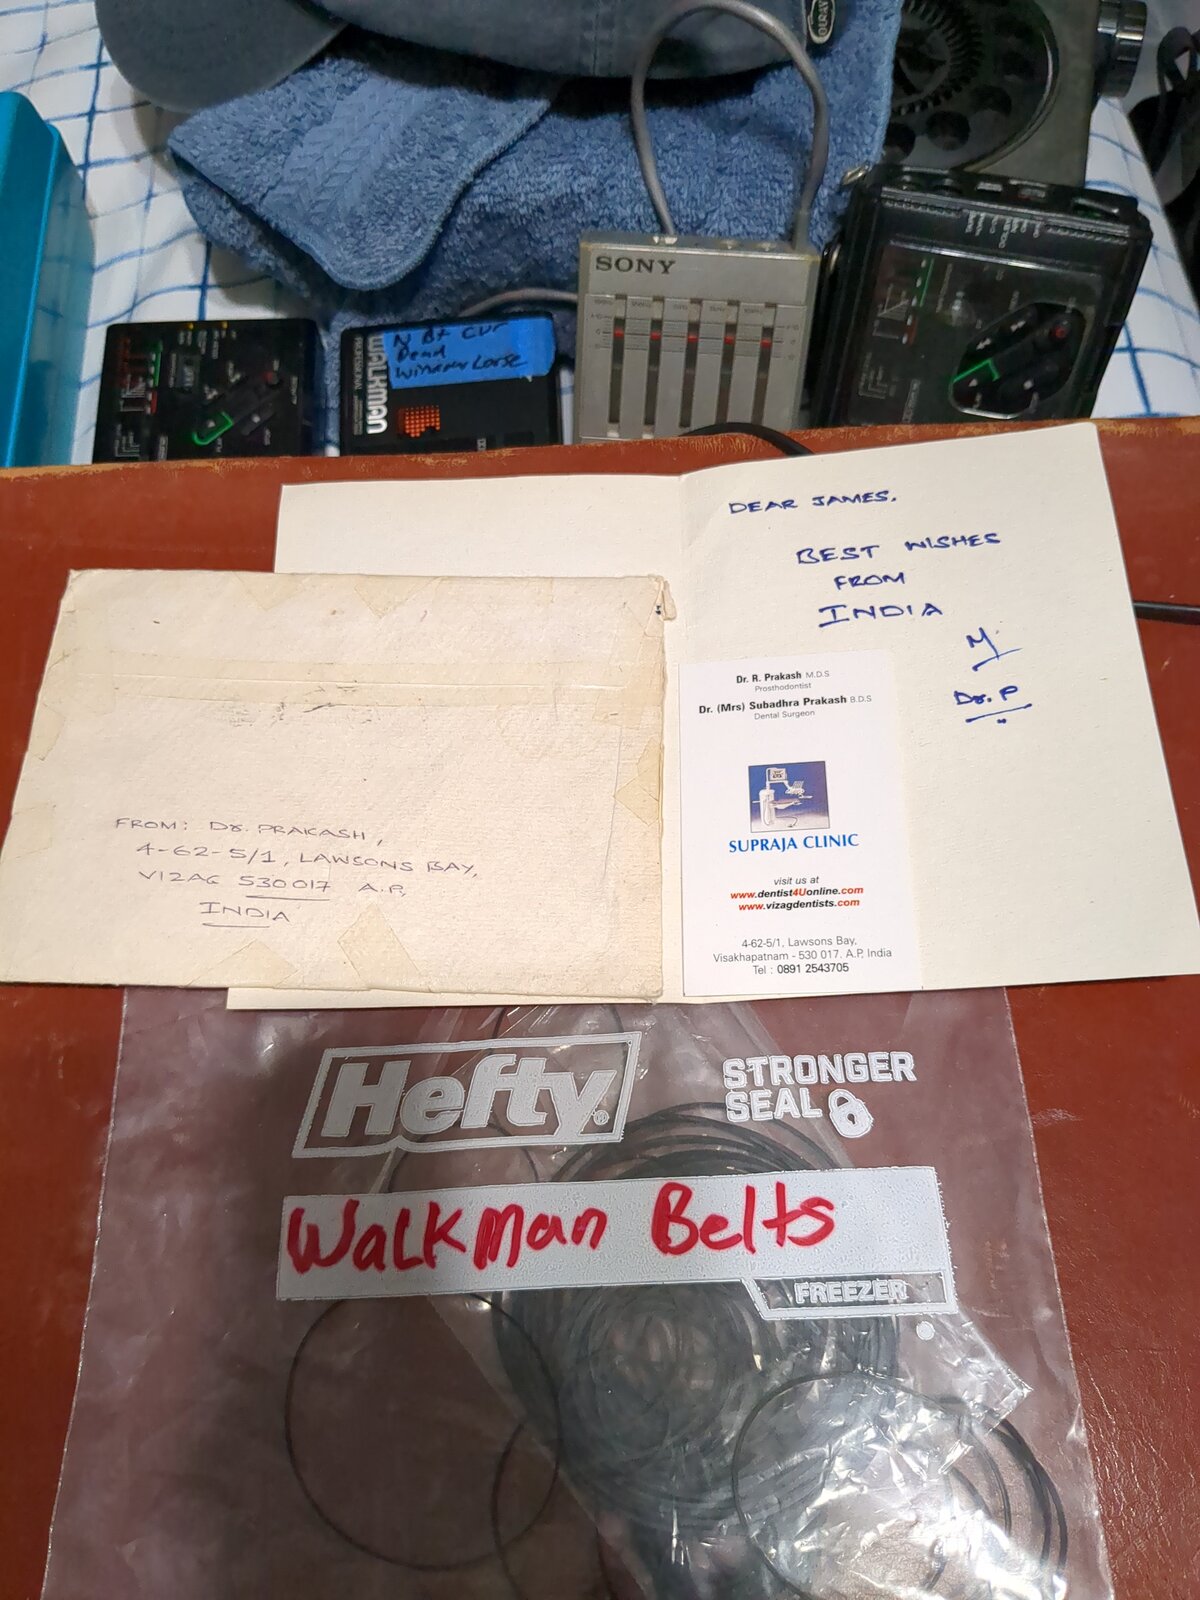 SONY
WALKMAN
PROFESSIONAL
Dead
DEAR JAMES.
BEST WISHES
FROM
INDIA
Dr. P
Dr. R. Prakash M.D.S
Prosthodontist
Dr. (Mrs) Subadhra Prakash B.D.S
Dental Surgeon
SUPRAJA CLINIC
visit us at
www.dentist4Uonline.com
www.vizagdentists.com
4-62-5/1, Lawsons Bay,
Visakhapatnam - 530 017. A.P. India
Tel : 0891 2543705
FROM: Dr. PRAKASH,
4-62-5/1, LAWSONS BAY,
VIZAG 530017 A.P,
INDIA
Hefty®
STRONGER
SEAL
Walkman Belts
FREEZER